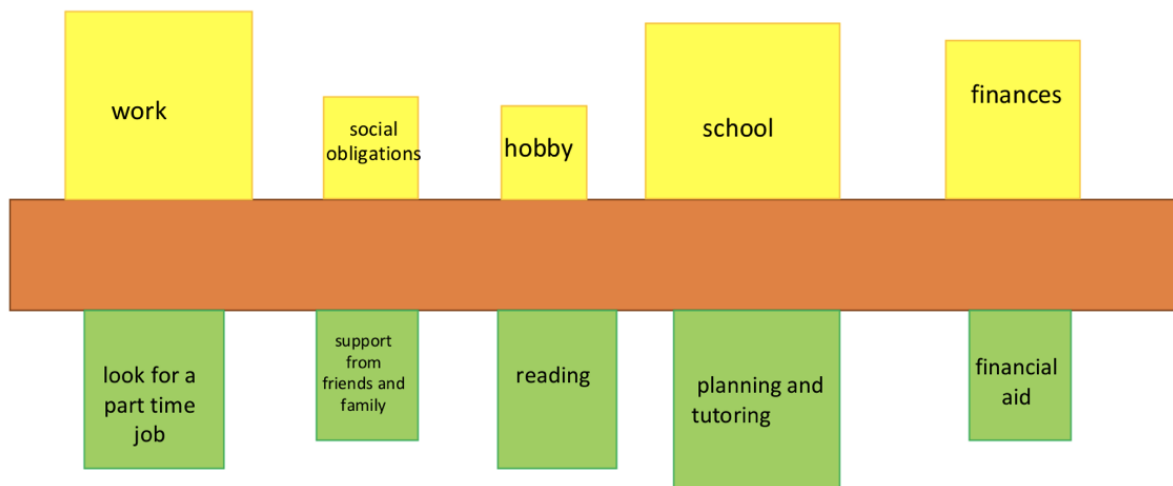 work
social
obligations
hobby
school
finances
look for a
part time
job
support
from
friends and
family
reading
planning and
tutoring
financial
aid